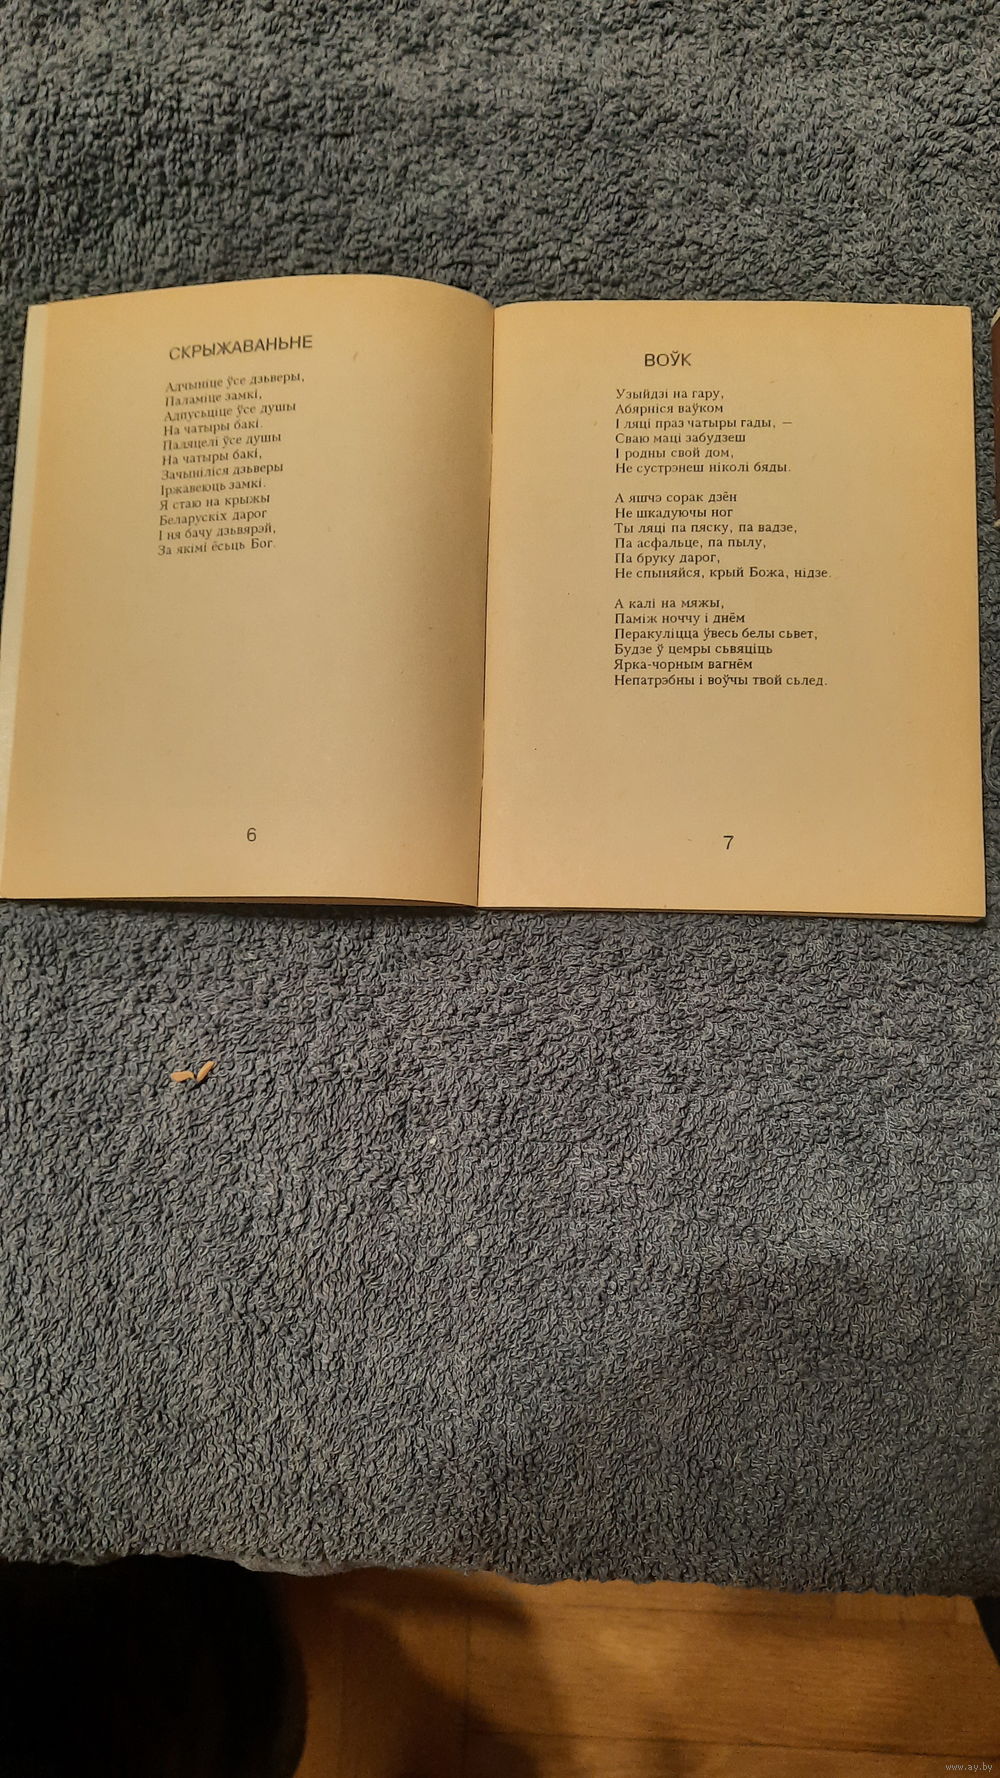 СКРЫЖАВАНЬНЕ
Адчыніце ўсе дзьверы,
Паламіце замкі,
Адпусьціце ўсе душы
На чатыры бакі.
Паляцелі ўсе душы
На чатыры бакі,
Зачыніліся дзьверы
Іржавеюць замкі.
Я стаю на крыжы
Беларускіх дарог
І ня бачу дзьвярэй,
За якімі ёсьць Бог.
6
ВОЎК
Узыйдзі на гару,
Абярніся ваўком
І ляці праз чатыры гады, —
Сваю маці забудзеш
І родны свой дом,
Не сустрэнеш ніколі бяды.
А яшчэ сорак дзён
Не шкадуючы ног
Ты ляці па пяску, па вадзе,
Па асфальце, па пылу,
Па бруку дарог,
Не спыняйся, крый Божа, нідзе.
А калі на мяжы,
Паміж ноччу і днём
Перакуліцца ўвесь белы сьвет,
Будзе ў цемры сьвяціць
Ярка-чорным вагнём
Непатрэбны і воўчы твой сьлед.
7
www.ay.by